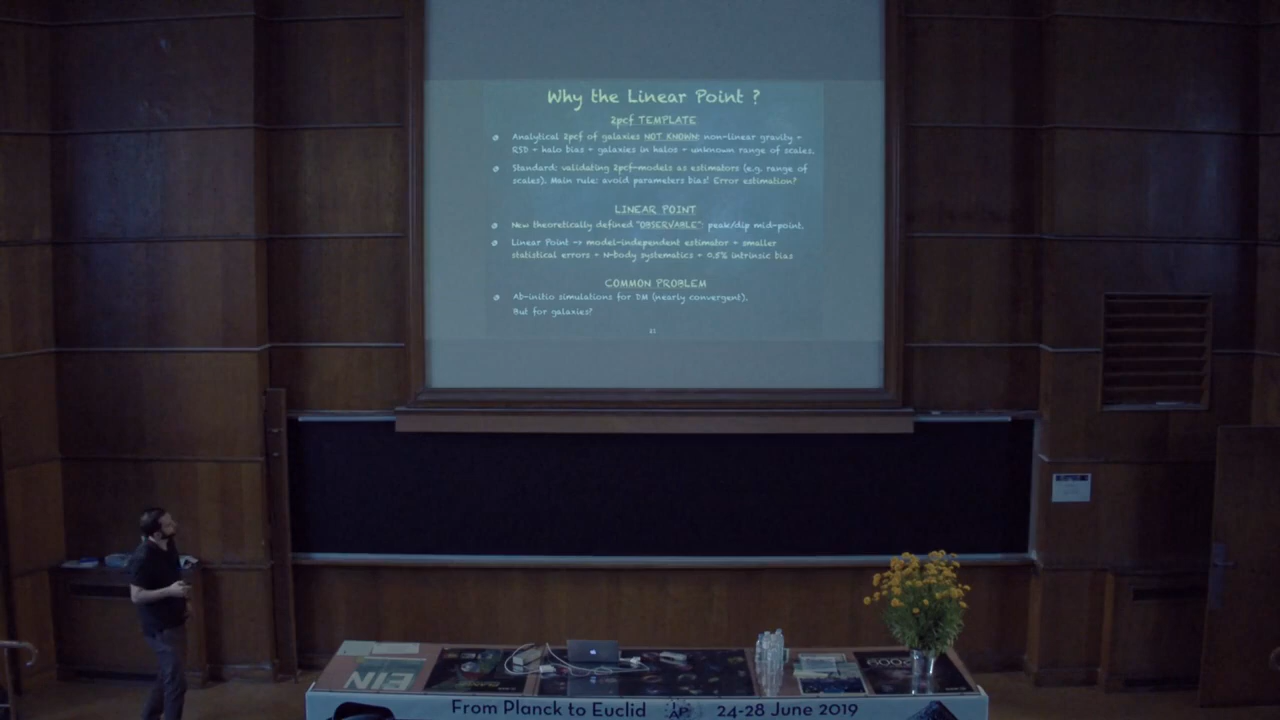 Why the Linear Point ?
2pcf TEMPLATE
Analytical 2pcf of galaxies NOT KNOWN: non-linear gravity +
RSD + halo bias + galaxies in halos + unknown range of scales.
Standard: validating 2pcf-models as estimators (e.g. range of
scales). Main rule: avoid parameters bias! Error estimation?
LINEAR POINT
New theoretically defined "OBSERVABLE": peak/dip mid-point.
Linear Point -> model-independent estimator + smaller
statistical errors + N-body systematics + 0.5% intrinsic bias
COMMON PROBLEM
Ab-initio simulations for DM (nearly convergent).
But for galaxies?
11
EIN
2009
From Planck to Euclid IAP 24-28 June 2019